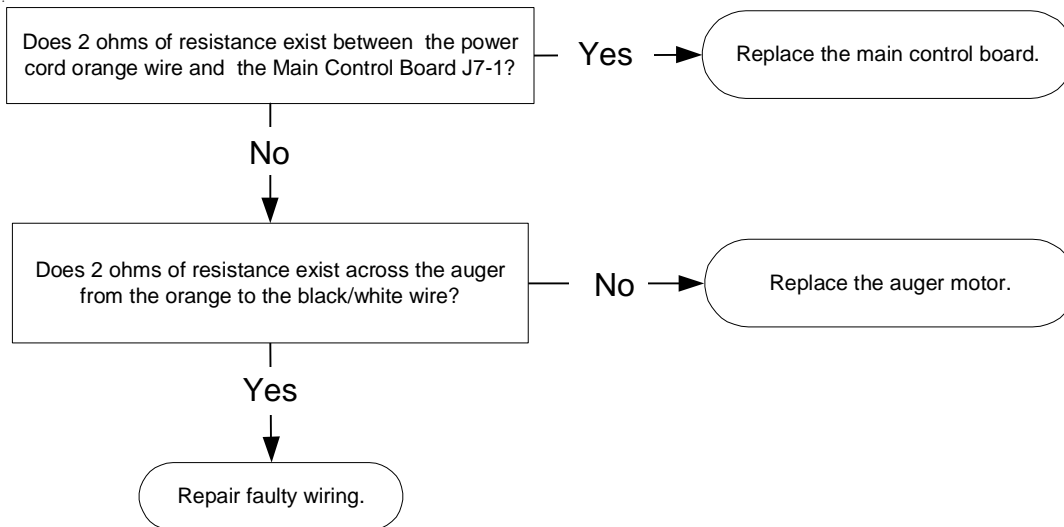 Does 2 ohms of resistance exist between the power
cord orange wire and the Main Control Board J7-1?
Yes
Replace the main control board.
No
Does 2 ohms of resistance exist across the auger
from the orange to the black/white wire?
No
Replace the auger motor.
Yes
Repair faulty wiring.